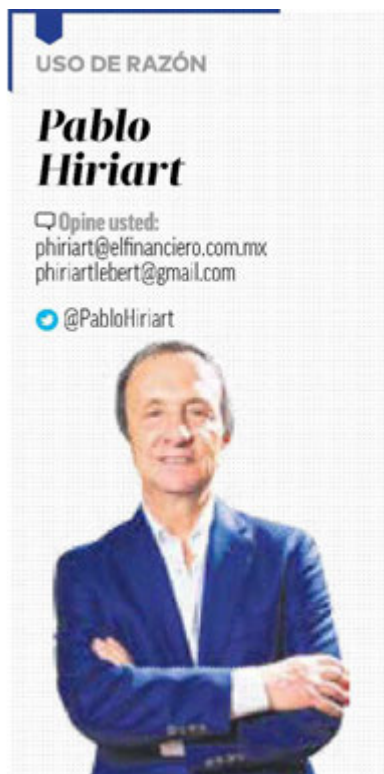 USO DE RAZÓN
Pablo
Hiriart
Opine usted:
phiriart@elfinanciero.com.mx
phiriartlebert@gmail.com
@PabloHiriart